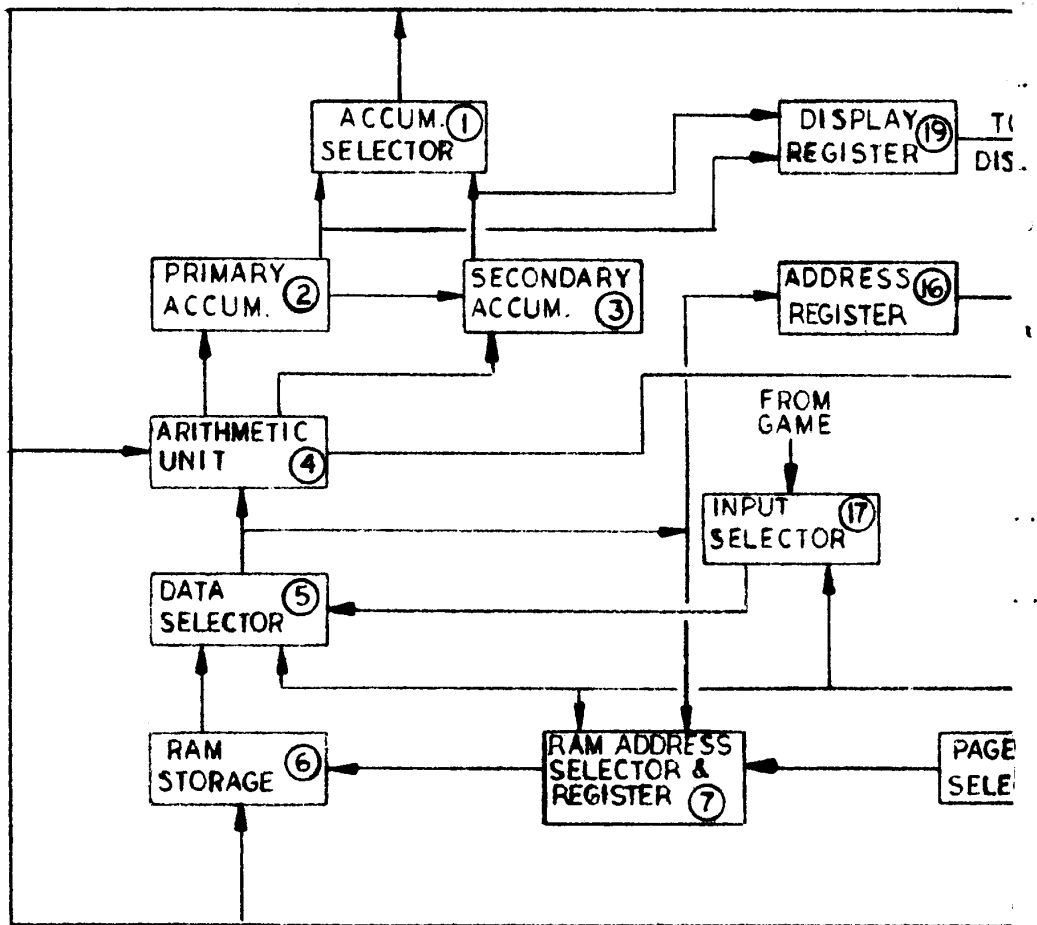 ACCUM.
SELECTOR
1
DISPLAY
REGISTER
19
PRIMARY
ACCUM.
2
SECONDARY
ACCUM.
3
ADDRESS
REGISTER
16
FROM
GAME
ARITHMETIC
UNIT
4
INPUT
SELECTOR
17
DATA
SELECTOR
5
RAM
STORAGE
6
RAM ADDRESS
SELECTOR &
REGISTER
7
PAGE